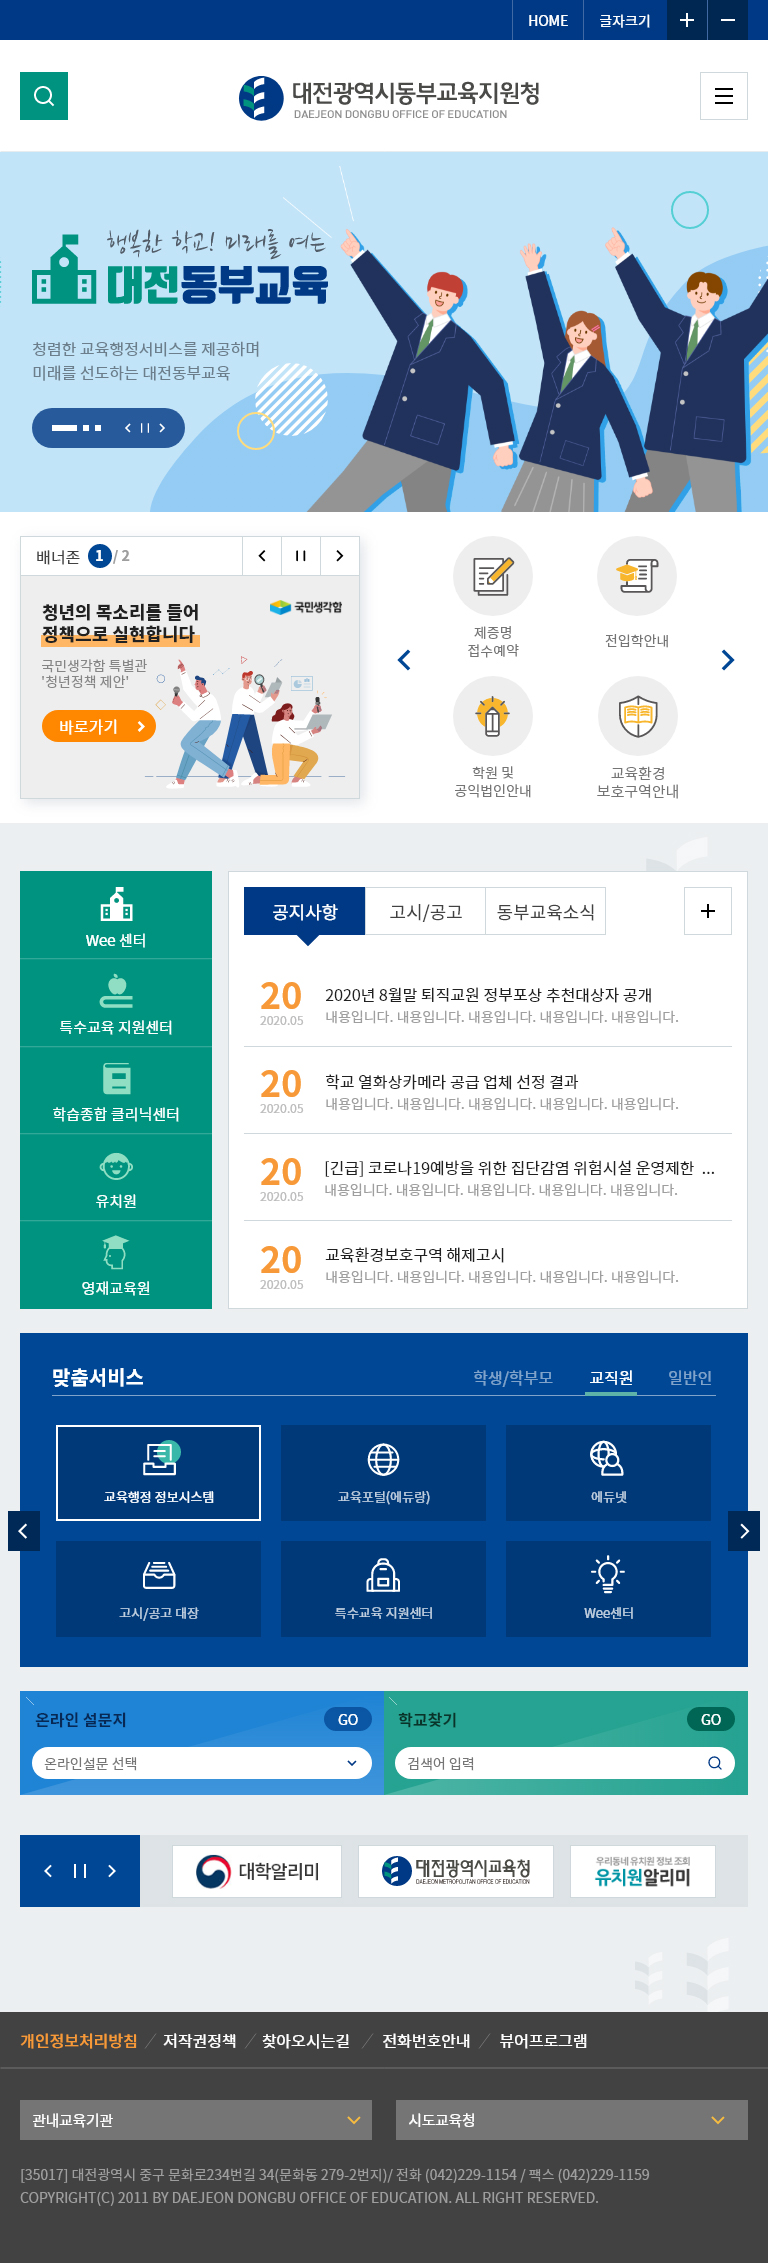 HOME 글자크기
대전광역시동부교육지원청
DAEJEON DONGBU OFFICE OF EDUCATION
행복한 학교! 미래를 여는
대전동부교육
청렴한 교육행정서비스를 제공하며
미래를 선도하는 대전동부교육
배너존 1 / 2
청년의 목소리를 들어
정책으로 실현합니다
국민생각함
국민생각함 특별관
'청년정책 제안'
바로가기
제증명
접수예약
전입학안내
학원 및
공익법인안내
교육환경
보호구역안내
Wee 센터
특수교육 지원센터
학습종합 클리닉센터
유치원
영재교육원
공지사항 고시/공고 동부교육소식
20
2020.05
2020년 8월말 퇴직교원 정부포상 추천대상자 공개
내용입니다. 내용입니다. 내용입니다. 내용입니다. 내용입니다.
20
2020.05
학교 열화상카메라 공급 업체 선정 결과
내용입니다. 내용입니다. 내용입니다. 내용입니다. 내용입니다.
20
2020.05
[긴급] 코로나19예방을 위한 집단감염 위험시설 운영제한 ...
내용입니다. 내용입니다. 내용입니다. 내용입니다. 내용입니다.
20
2020.05
교육환경보호구역 해제고시
내용입니다. 내용입니다. 내용입니다. 내용입니다. 내용입니다.
맞춤서비스
학생/학부모 교직원 일반인
교육행정 정보시스템
교육포털(에듀랑)
에듀넷
고시/공고 대장
특수교육 지원센터
Wee센터
온라인 설문지 GO
온라인설문 선택
학교찾기 GO
검색어 입력
대학알리미
대전광역시교육청
DAEJEON METROPOLITAN OFFICE OF EDUCATION
우리동네 유치원 정보 조회
유치원알리미
개인정보처리방침 / 저작권정책 / 찾아오시는길 / 전화번호안내 / 뷰어프로그램
관내교육기관
시도교육청
[35017] 대전광역시 중구 문화로234번길 34(문화동 279-2번지)/ 전화 (042)229-1154 / 팩스 (042)229-1159
COPYRIGHT(C) 2011 BY DAEJEON DONGBU OFFICE OF EDUCATION. ALL RIGHT RESERVED.